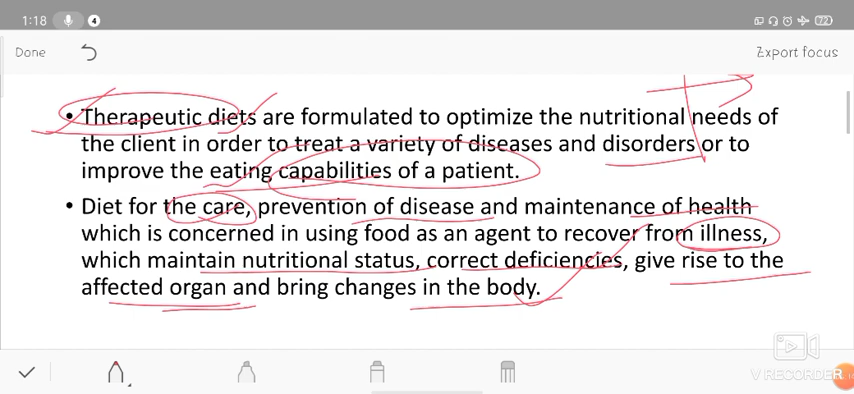 1:18 4 72
Done Export focus
• Therapeutic diets are formulated to optimize the nutritional needs of
the client in order to treat a variety of diseases and disorders or to
improve the eating capabilities of a patient.
• Diet for the care, prevention of disease and maintenance of health
which is concerned in using food as an agent to recover from illness,
which maintain nutritional status, correct deficiencies, give rise to the
affected organ and bring changes in the body.
V RECORDER